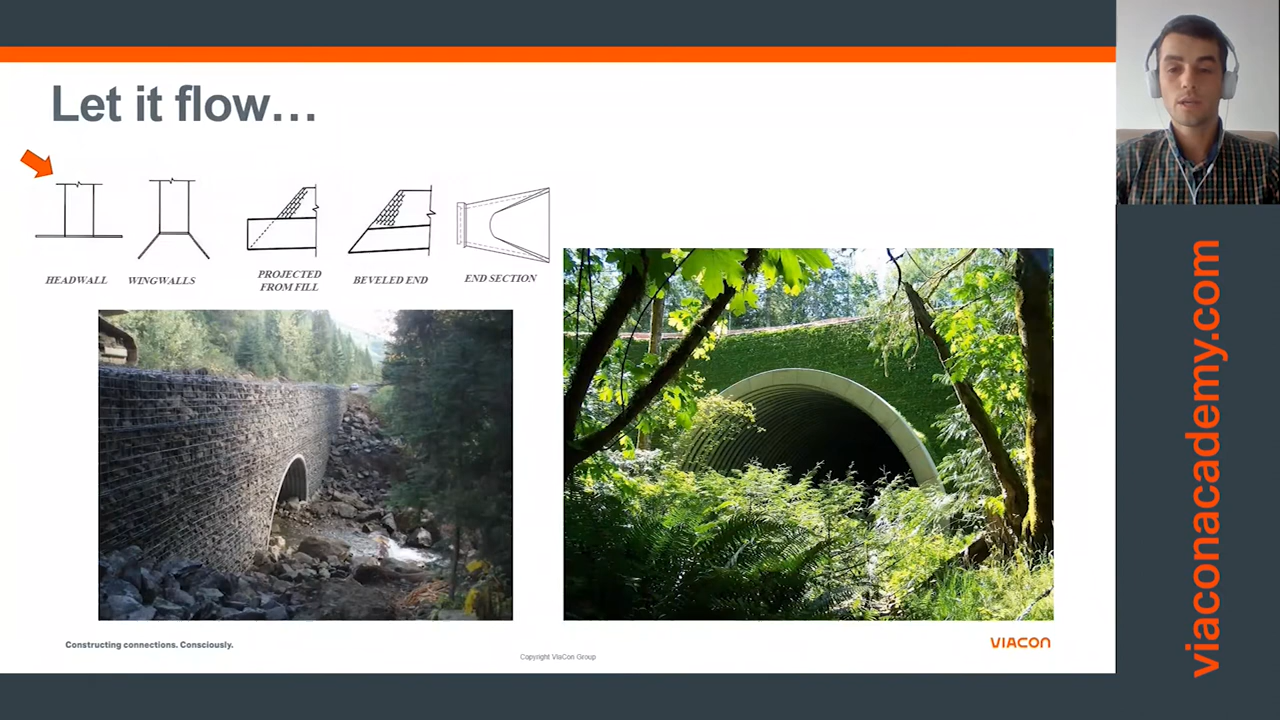 Let it flow...
HEADWALL
WINGWALLS
PROJECTED
FROM FILL
BEVELED END
END SECTION
Constructing connections. Consciously.
Copyright ViaCon Group
VIACON
viaconacademy.com